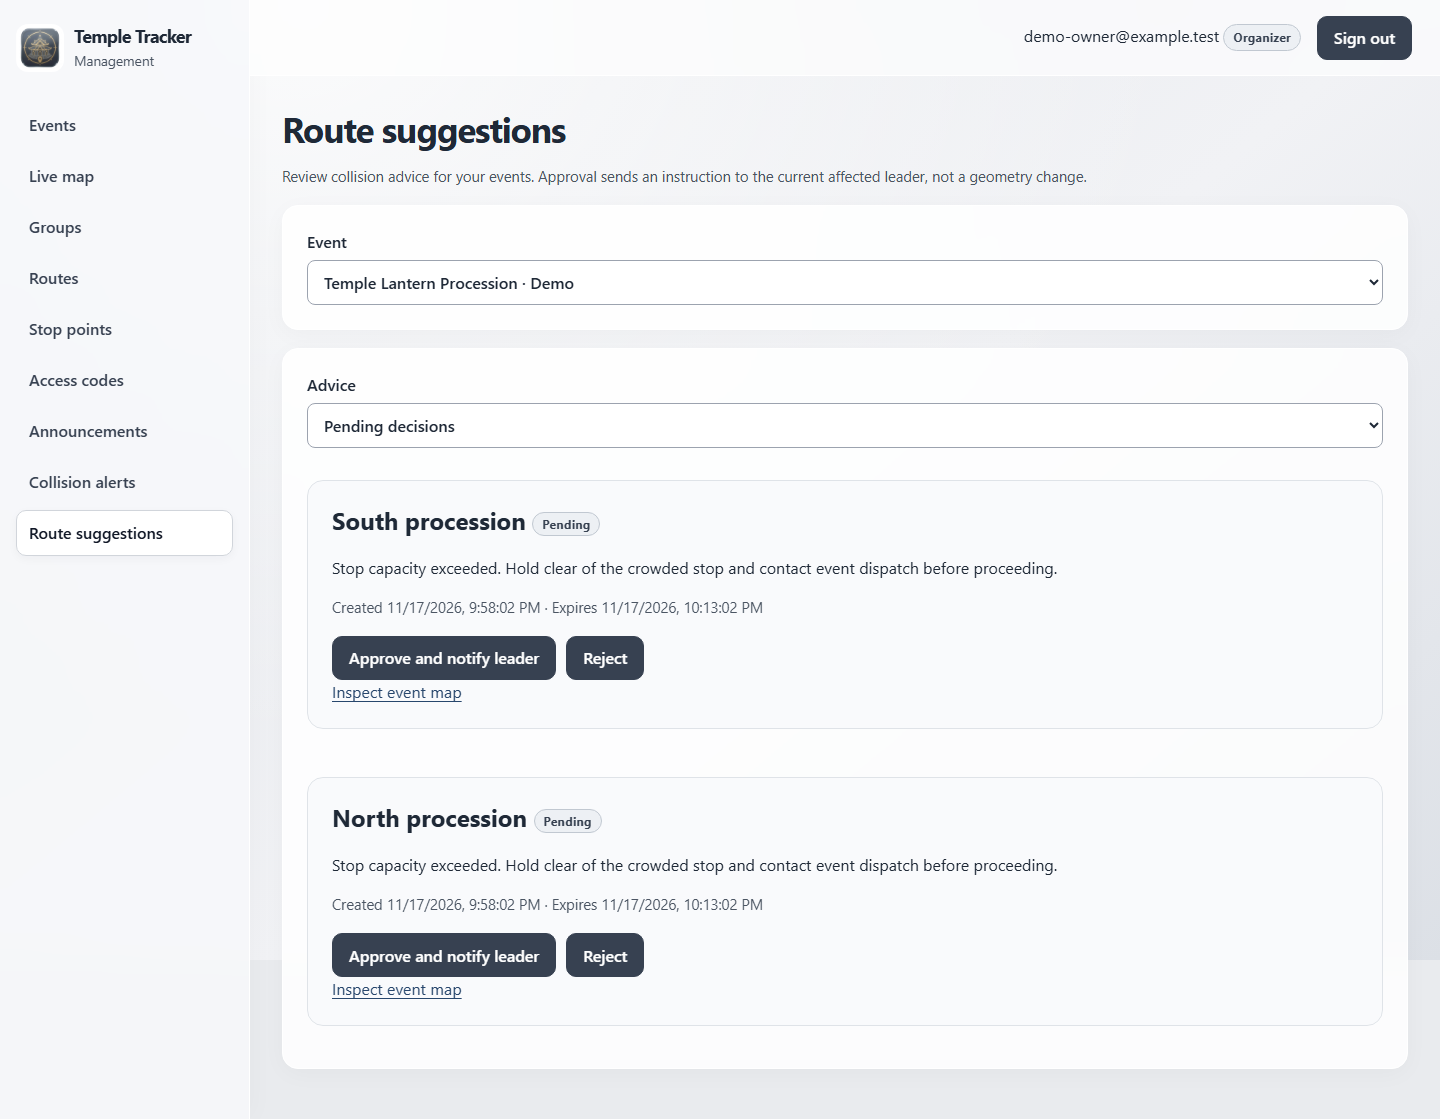 Temple Tracker
Management
demo-owner@example.test Organizer Sign out
Events
Live map
Groups
Routes
Stop points
Access codes
Announcements
Collision alerts
Route suggestions
Route suggestions
Review collision advice for your events. Approval sends an instruction to the current affected leader, not a geometry change.
Event
Temple Lantern Procession · Demo
Advice
Pending decisions
South procession Pending
Stop capacity exceeded. Hold clear of the crowded stop and contact event dispatch before proceeding.
Created 11/17/2026, 9:58:02 PM · Expires 11/17/2026, 10:13:02 PM
Approve and notify leader Reject
Inspect event map
North procession Pending
Stop capacity exceeded. Hold clear of the crowded stop and contact event dispatch before proceeding.
Created 11/17/2026, 9:58:02 PM · Expires 11/17/2026, 10:13:02 PM
Approve and notify leader Reject
Inspect event map